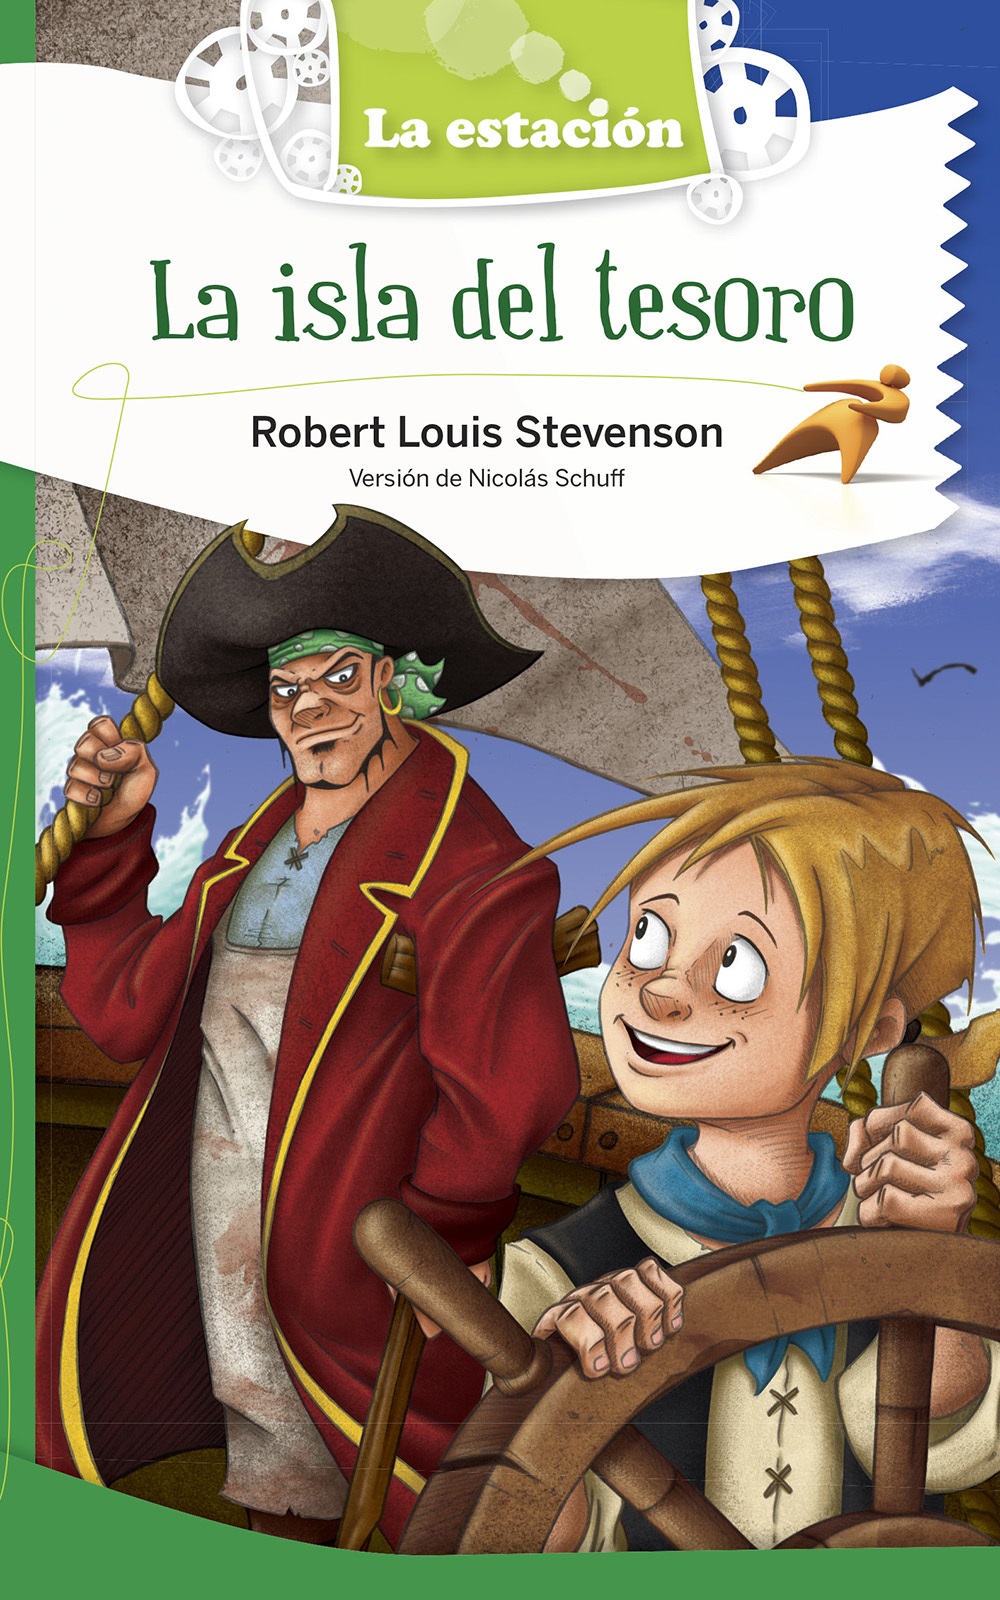 La estación
La isla del tesoro
Robert Louis Stevenson
Versión de Nicolás Schuff